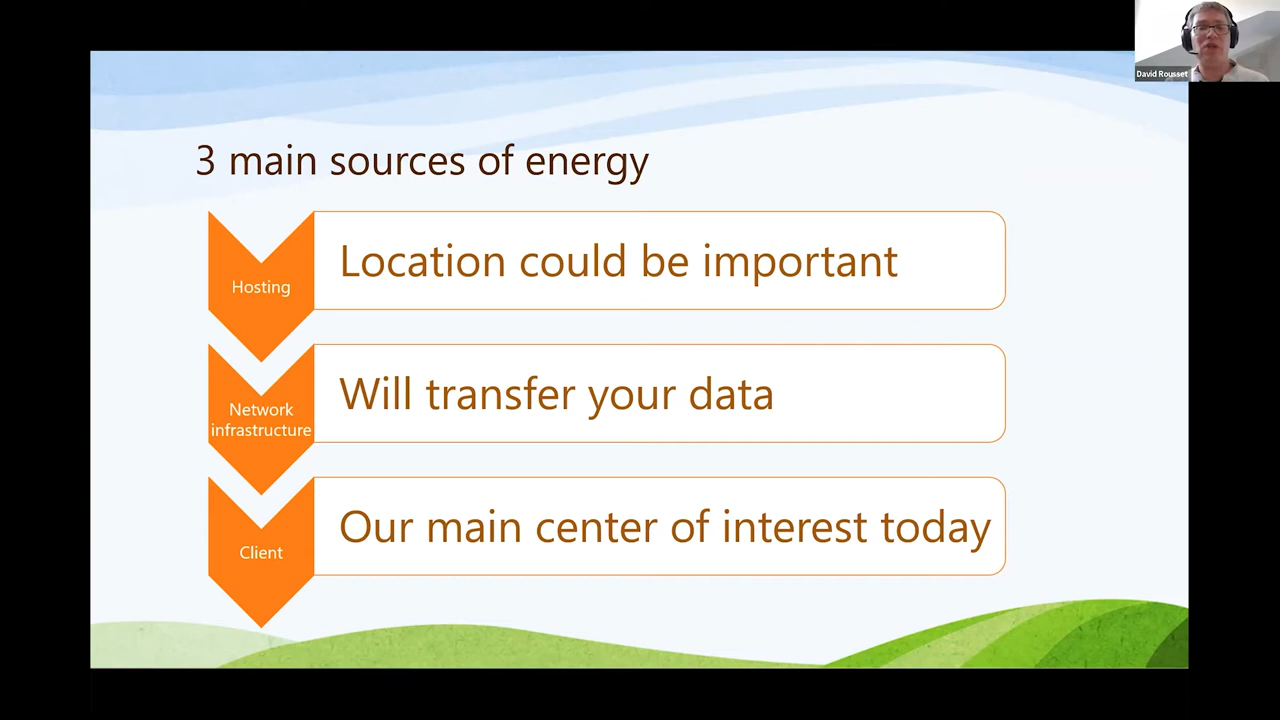 David Rousset
3 main sources of energy
Hosting
Location could be important
Network
infrastructure
Will transfer your data
Client
Our main center of interest today